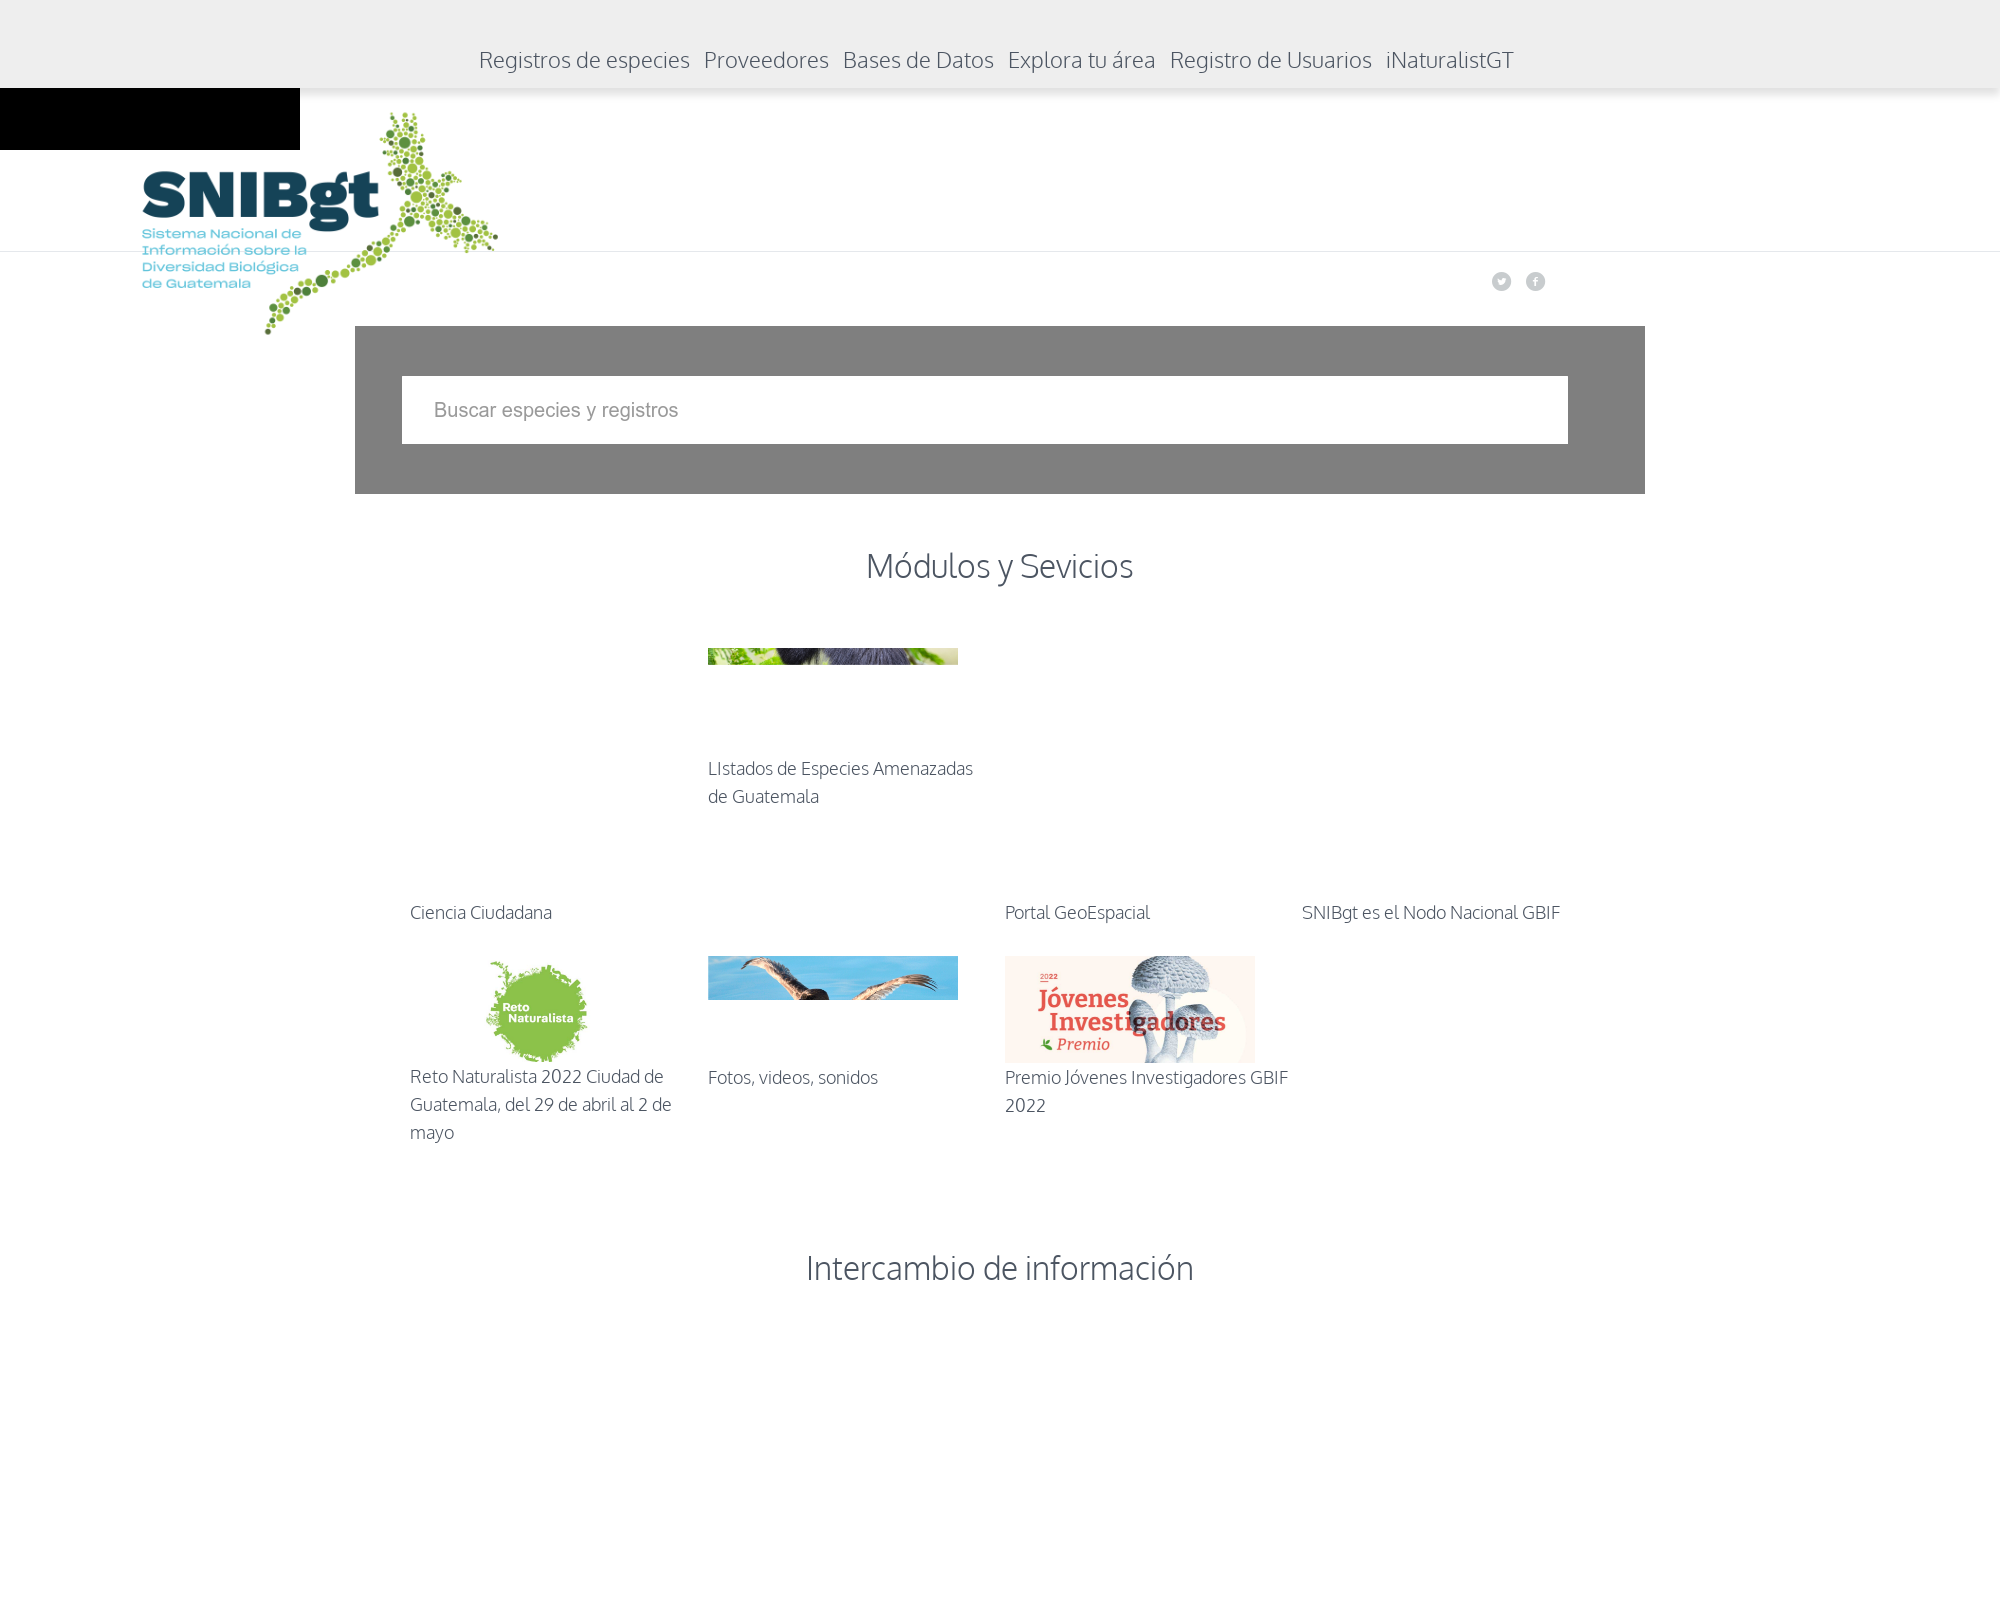 Registros de especies Proveedores Bases de Datos Explora tu área Registro de Usuarios iNaturalistGT
SNIBgt
Sistema Nacional de
Información sobre la
Diversidad Biológica
de Guatemala
Buscar especies y registros
Módulos y Sevicios
LIstados de Especies Amenazadas
de Guatemala
Ciencia Ciudadana
Portal GeoEspacial
SNIBgt es el Nodo Nacional GBIF
Reto
Naturalista
Reto Naturalista 2022 Ciudad de
Guatemala, del 29 de abril al 2 de
mayo
Fotos, videos, sonidos
2022
Jóvenes
Investigadores
Premio
Premio Jóvenes Investigadores GBIF
2022
Intercambio de información